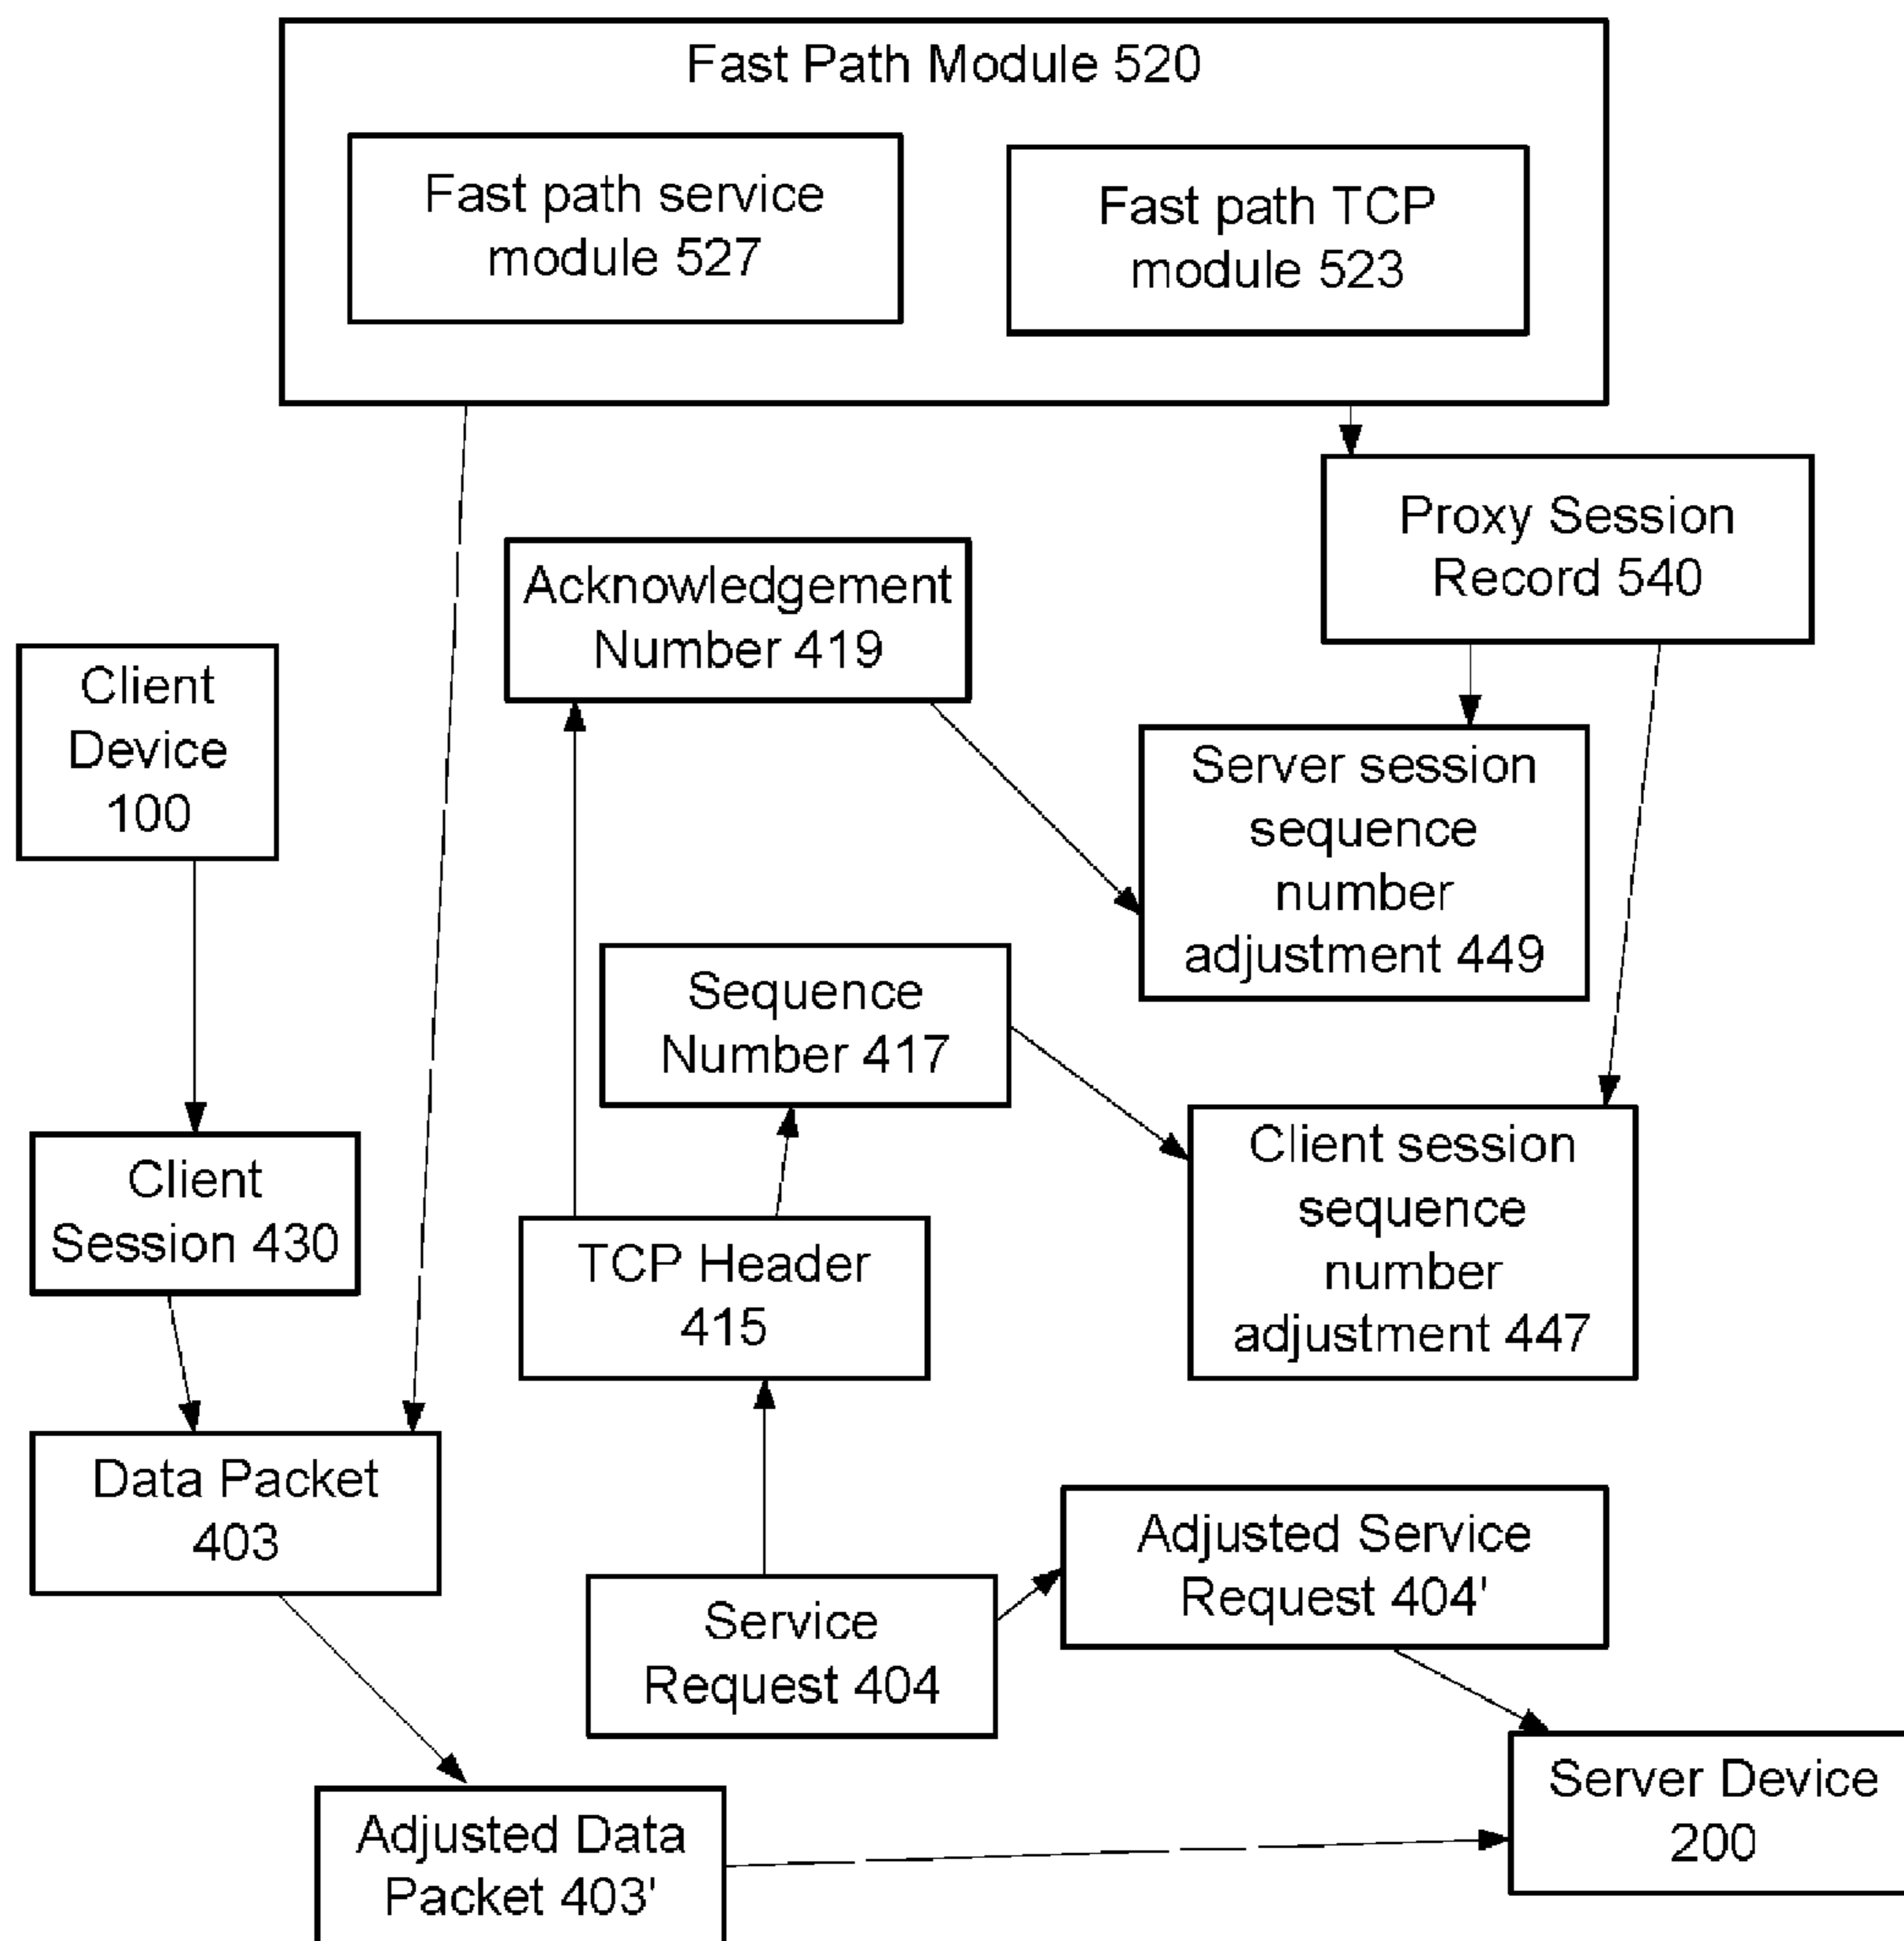 Fast Path Module 520
Fast path service
module 527
Fast path TCP
module 523
Proxy Session
Record 540
Acknowledgement
Number 419
Client
Device
100
Server session
sequence
number
adjustment 449
Sequence
Number 417
Client session
sequence
number
adjustment 447
Client
Session 430
TCP Header
415
Data Packet
403
Adjusted Service
Request 404'
Service
Request 404
Server Device
200
Adjusted Data
Packet 403'